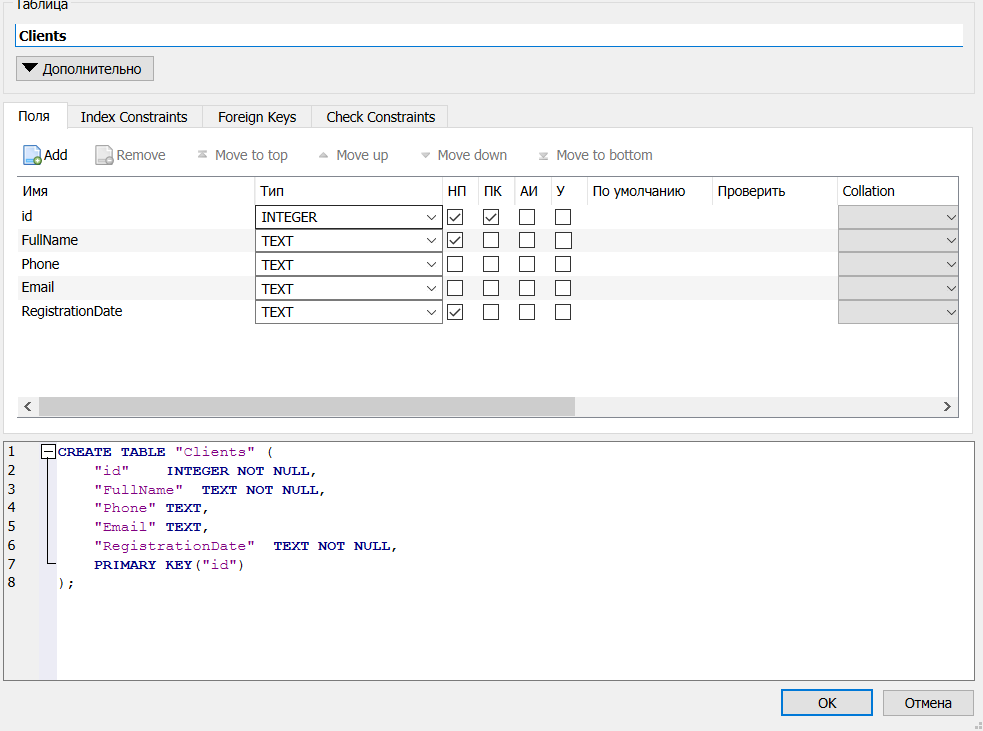 Таблица
Clients
Дополнительно
Поля Index Constraints Foreign Keys Check Constraints
Add Remove Move to top Move up Move down Move to bottom
Имя Тип НП ПК АИ У По умолчанию Проверить Collation
id INTEGER
FullName TEXT
Phone TEXT
Email TEXT
RegistrationDate TEXT
1 CREATE TABLE "Clients" (
2 "id" INTEGER NOT NULL,
3 "FullName" TEXT NOT NULL,
4 "Phone" TEXT,
5 "Email" TEXT,
6 "RegistrationDate" TEXT NOT NULL,
7 PRIMARY KEY("id")
8 );
OK Отмена